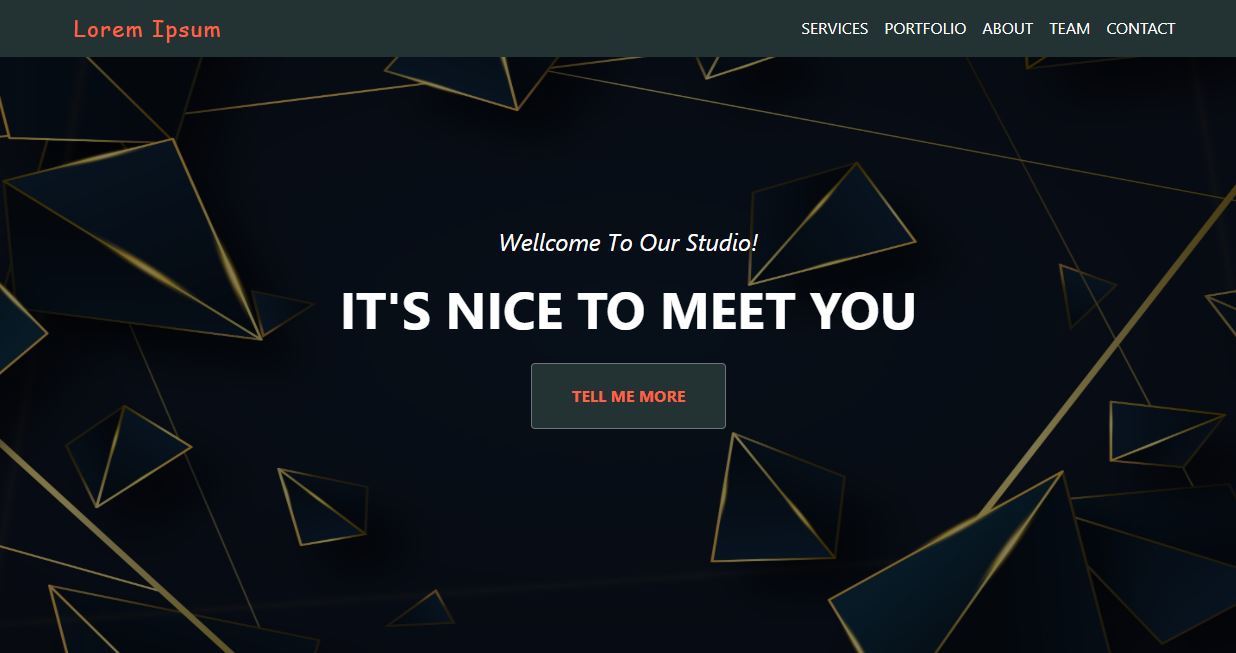 Lorem Ipsum
SERVICES PORTFOLIO ABOUT TEAM CONTACT
Wellcome To Our Studio!
IT'S NICE TO MEET YOU
TELL ME MORE